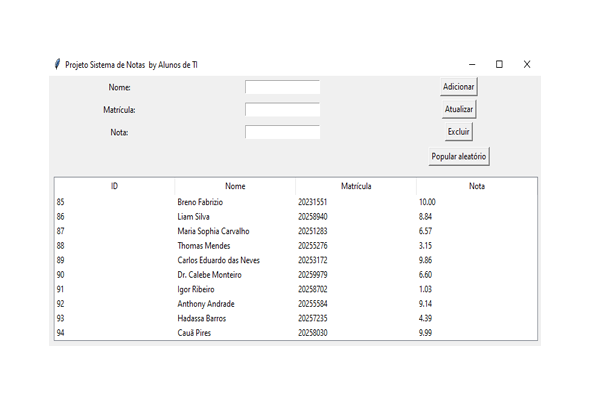 Projeto Sistema de Notas by Alunos de TI
Nome: Adicionar
Matrícula: Atualizar
Nota: Excluir
Popular aleatório
ID Nome Matrícula Nota
85 Breno Fabrizio 20231551 10.00
86 Liam Silva 20258940 8.84
87 Maria Sophia Carvalho 20251283 6.57
88 Thomas Mendes 20255276 3.15
89 Carlos Eduardo das Neves 20253172 9.86
90 Dr. Calebe Monteiro 20259979 6.60
91 Igor Ribeiro 20258702 1.03
92 Anthony Andrade 20255584 9.14
93 Hadassa Barros 20257235 4.39
94 Cauã Pires 20258030 9.99